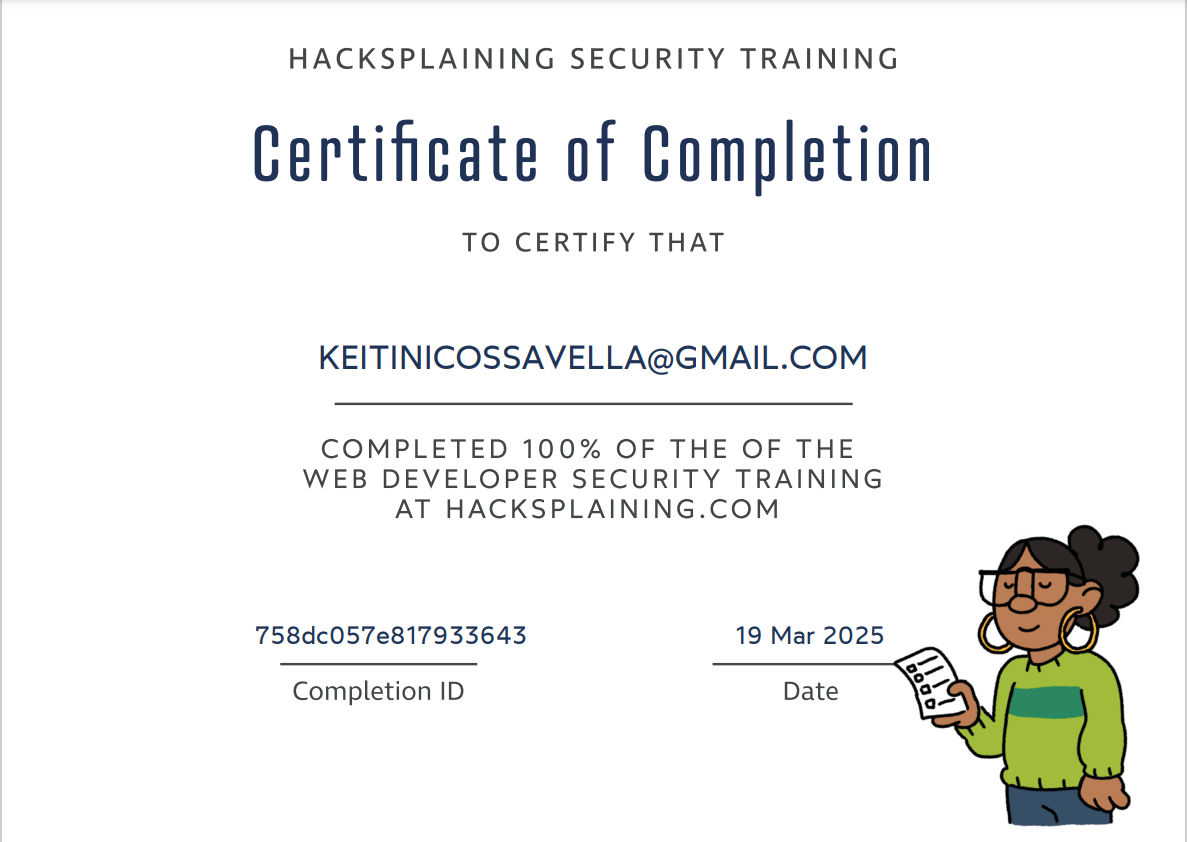 HACKSPLAINING SECURITY TRAINING
Certificate of Completion
TO CERTIFY THAT
KEITINICOSSAVELLA@GMAIL.COM
COMPLETED 100% OF THE OF THE
WEB DEVELOPER SECURITY TRAINING
AT HACKSPLAINING.COM
758dc057e817933643
19 Mar 2025
Completion ID
Date